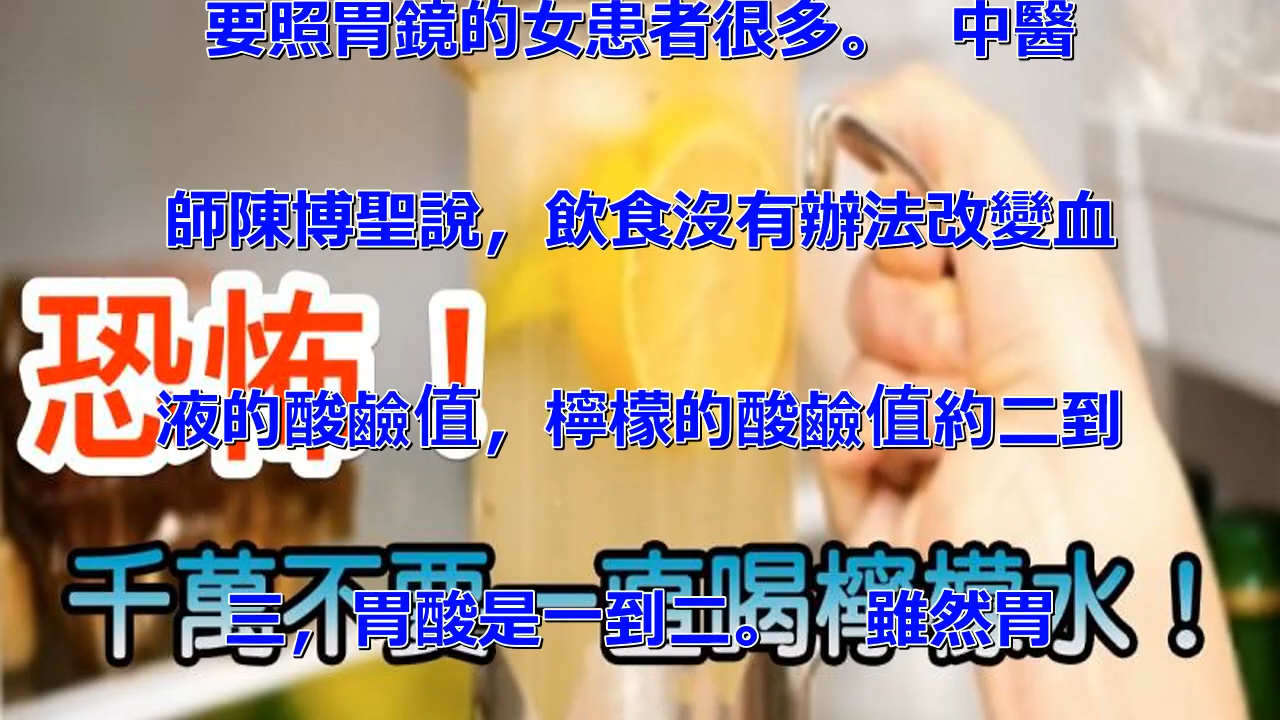 要照胃鏡的女患者很多。 中醫
師陳博聖說，飲食沒有辦法改變血
恐怖！
液的酸鹼值，檸檬的酸鹼值約二到
千萬不要一直喝檸檬水！
三，胃酸是一到二。 雖然胃